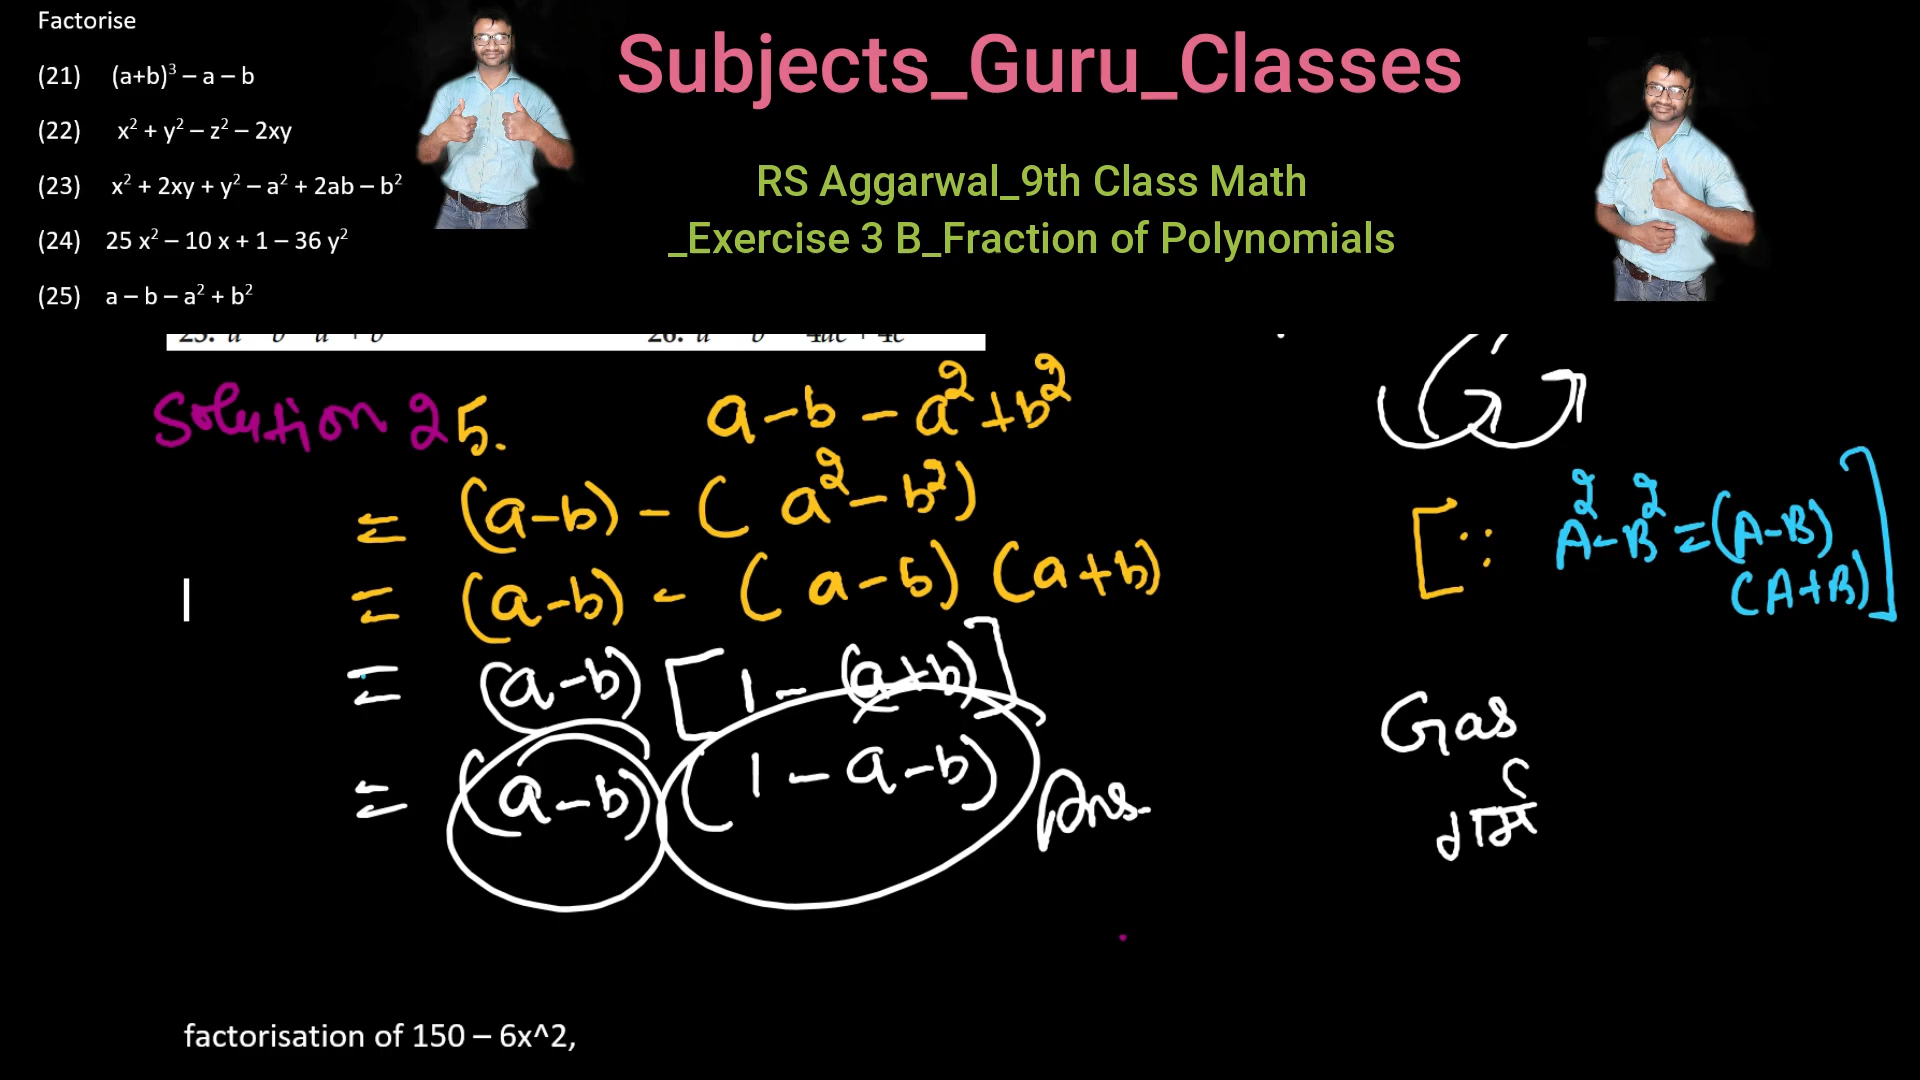 Factorise
(21) (a+b)³ – a – b
(22) x² + y² – z² – 2xy
(23) x² + 2xy + y² – a² + 2ab – b²
(24) 25 x² – 10 x + 1 – 36 y²
(25) a – b – a² + b²
Subjects_Guru_Classes
RS Aggarwal_9th Class Math
_Exercise 3 B_Fraction of Polynomials
Solution 25. a-b-a²+b²
= (a-b) - (a²-b²)
[∵ A²-B² = (A-B)
(A+B)]
= (a-b) - (a-b) (a+b)
= (a-b) [1 - (a+b)]
= (a-b) (1-a-b) Ans.
Gas
factorisation of 150 – 6x^2,